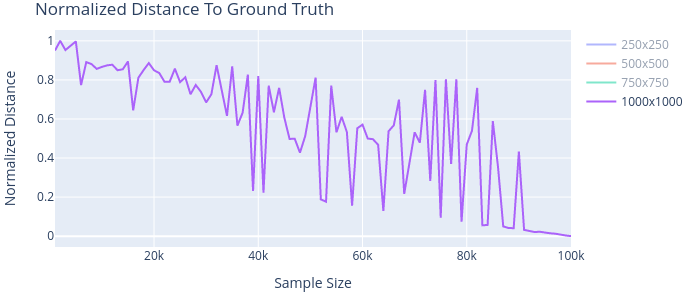 Normalized Distance To Ground Truth
Normalized Distance
1
0.8
0.6
0.4
0.2
0
20k
40k
60k
80k
100k
Sample Size
250x250
500x500
750x750
1000x1000